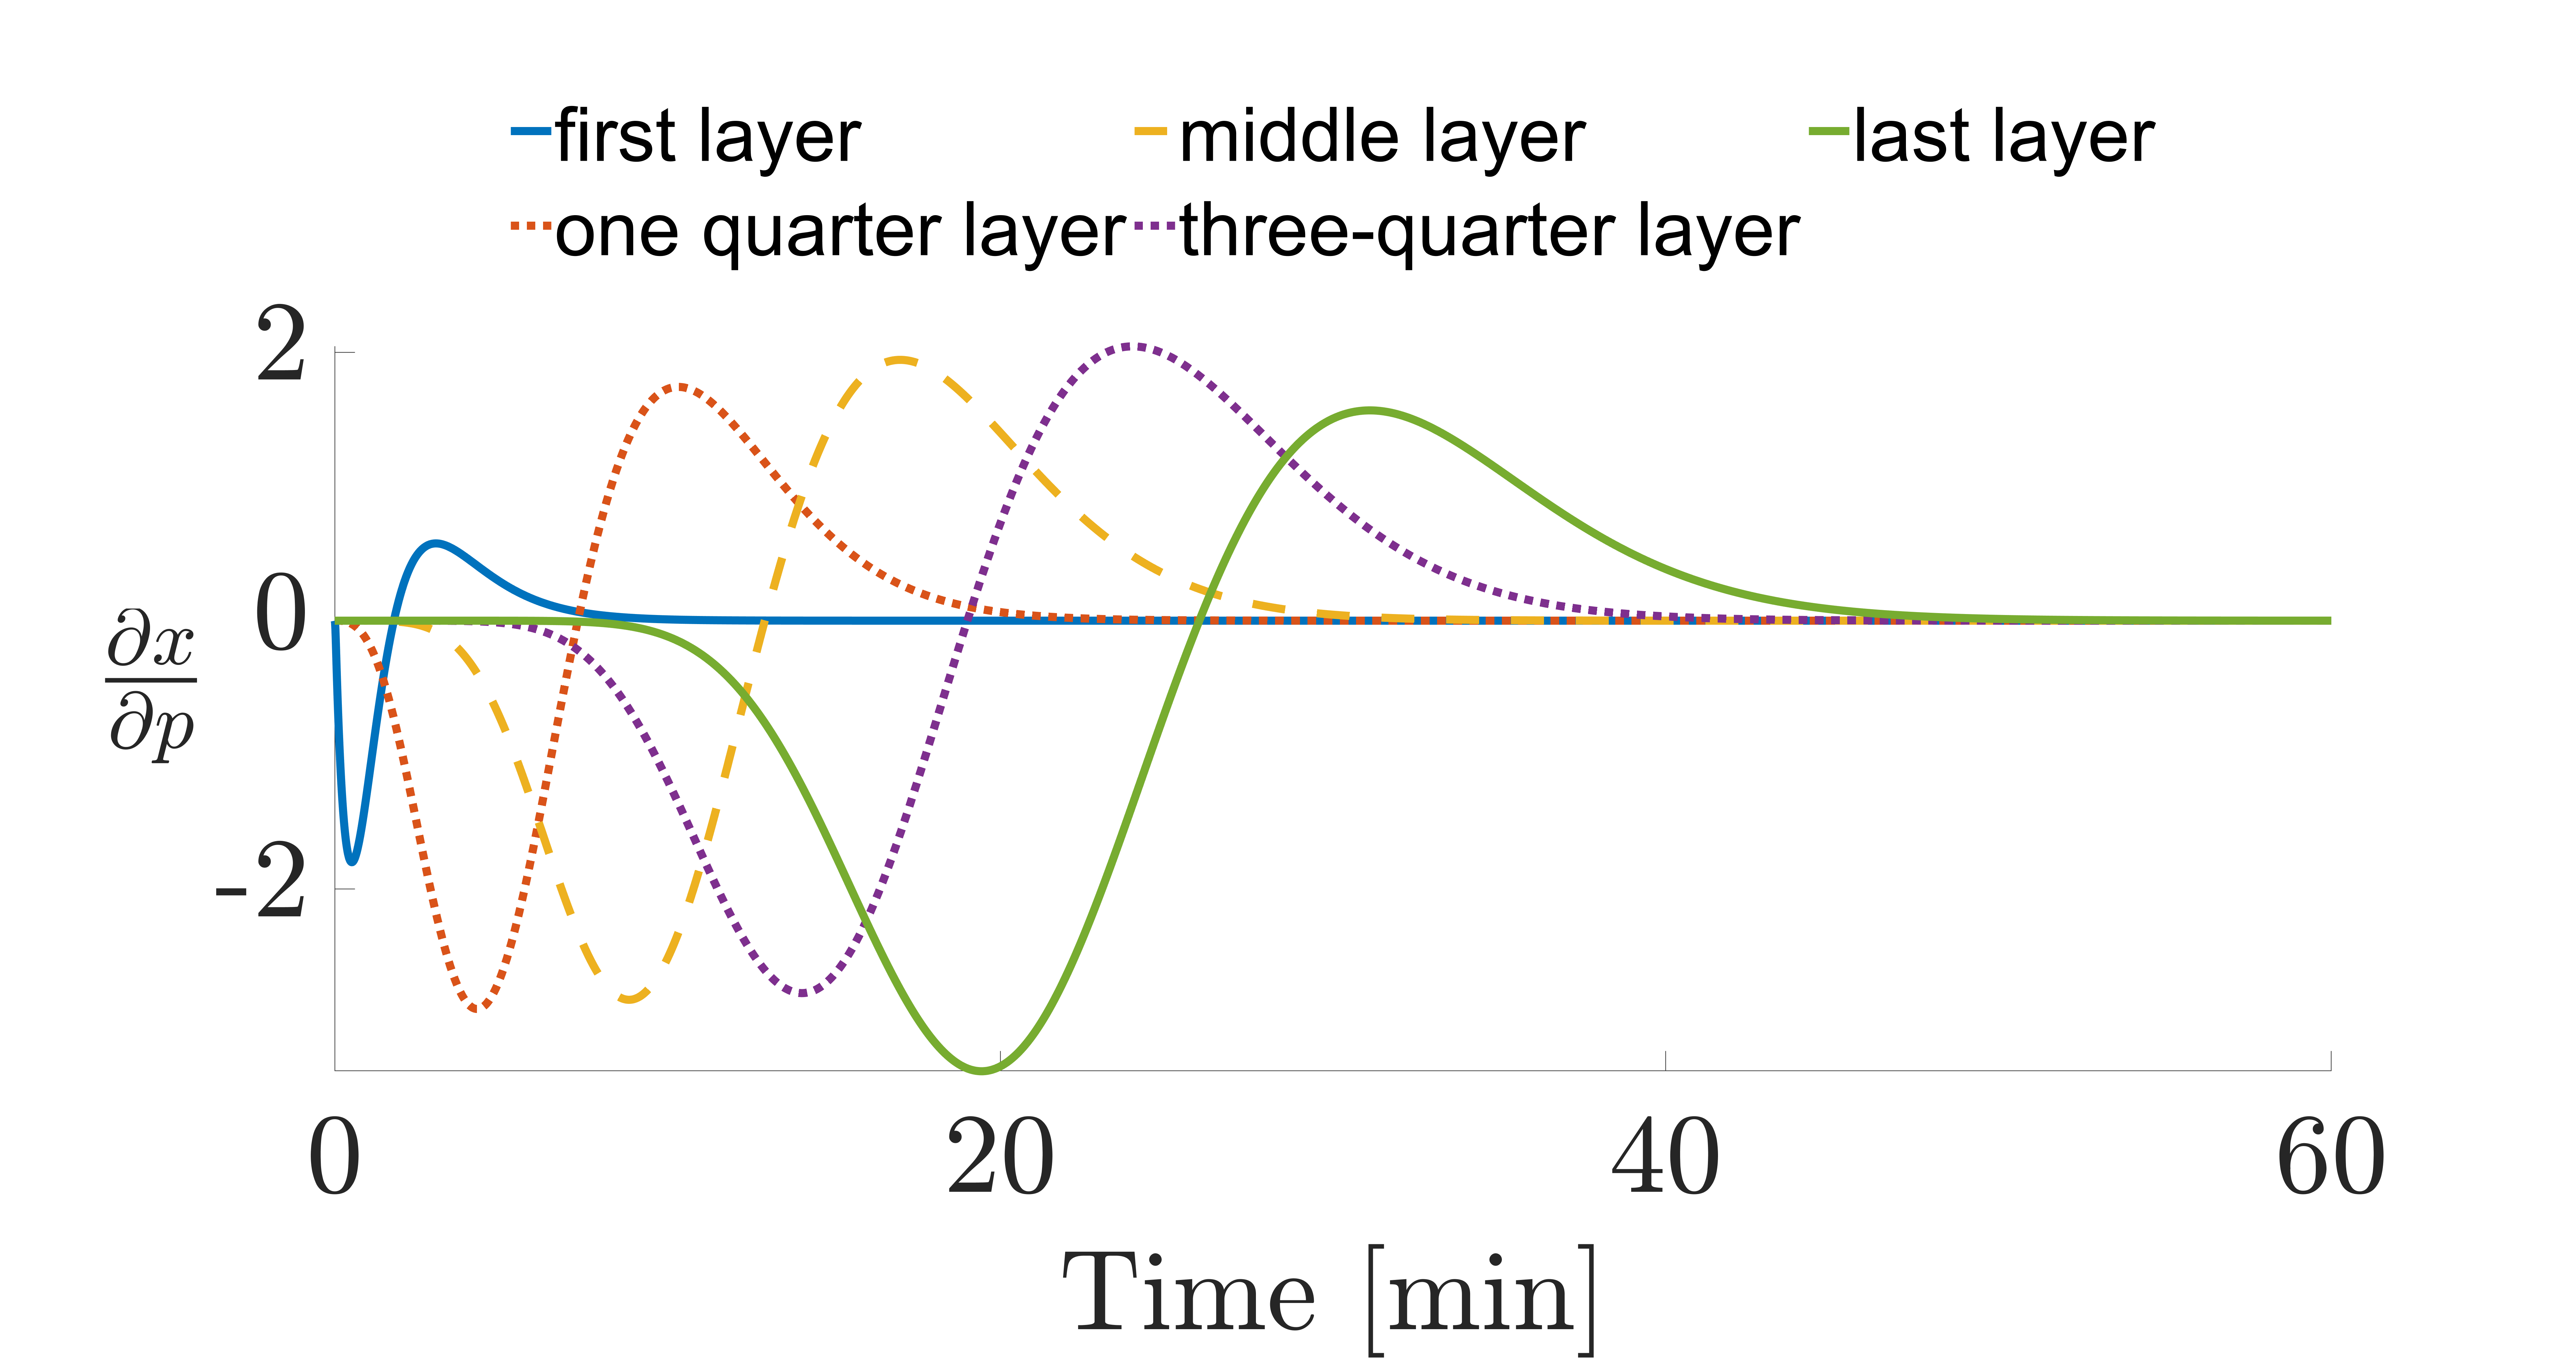 first layer middle layer last layer
one quarter layer three-quarter layer
2
0
-2
∂x
∂p
0 20 40 60
Time [min]